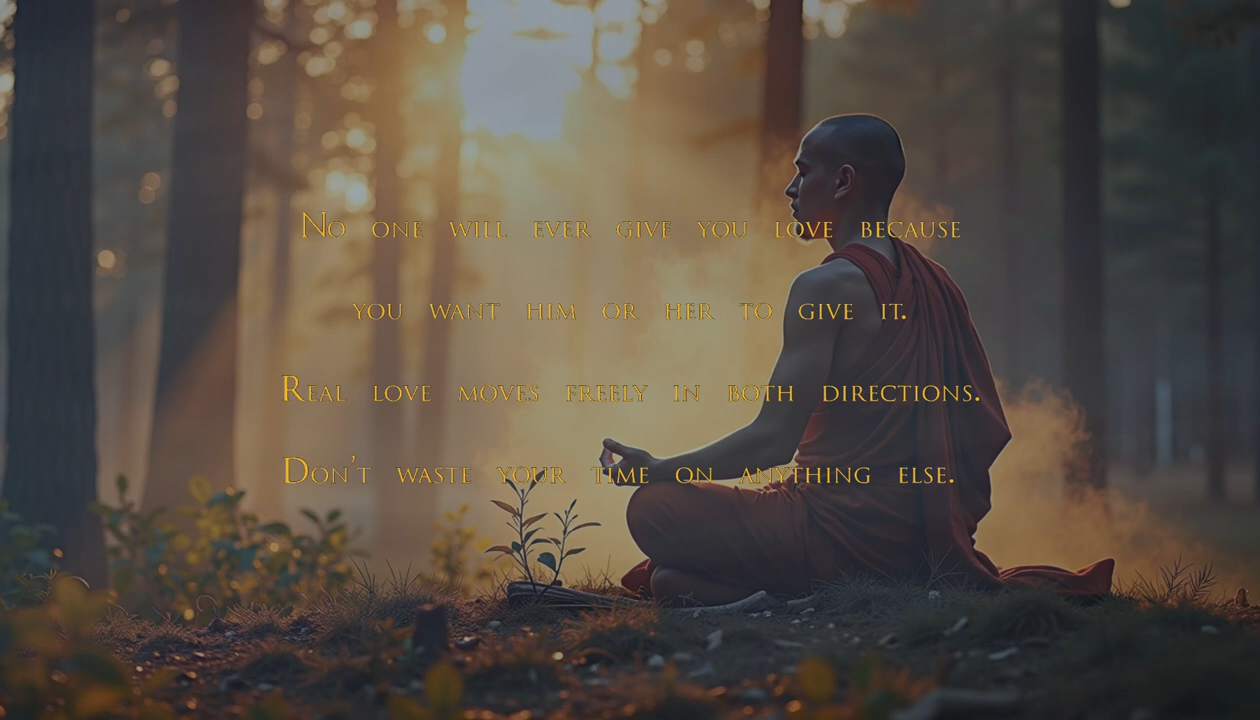 No one will ever give you love because
you want him or her to give it.
Real love moves freely in both directions.
Don't waste your time on anything else.